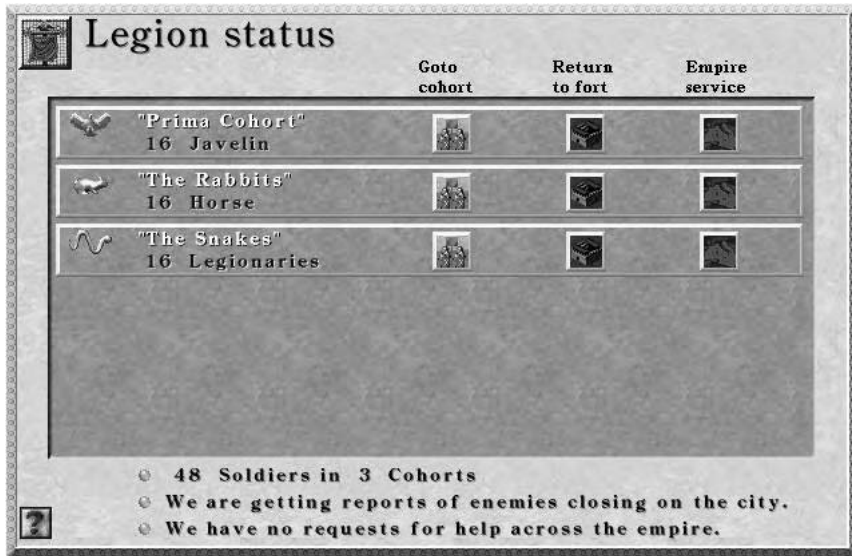 Legion status
Goto Return Empire
cohort to fort service
"Prima Cohort"
16 Javelin
"The Rabbits"
16 Horse
"The Snakes"
16 Legionaries
48 Soldiers in 3 Cohorts
We are getting reports of enemies closing on the city.
We have no requests for help across the empire.
?